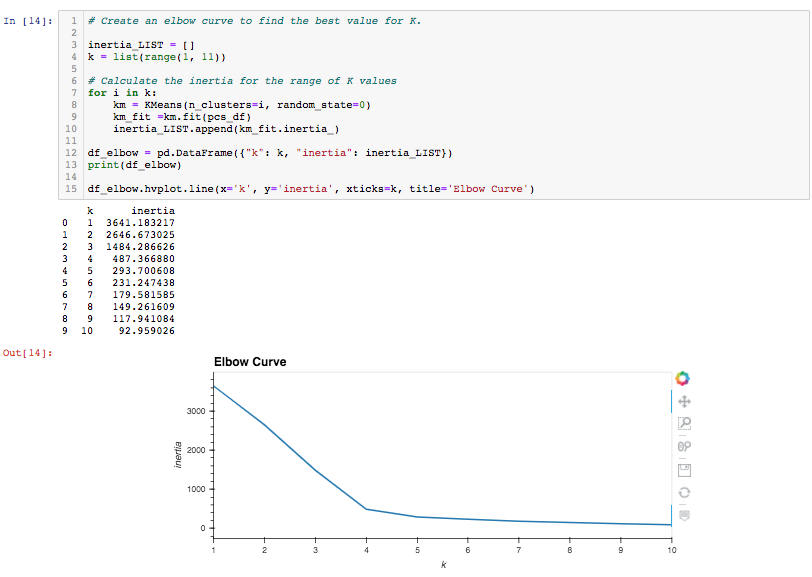 In [14]:
1 # Create an elbow curve to find the best value for K.
2
3 inertia_LIST = []
4 k = list(range(1, 11))
5
6 # Calculate the inertia for the range of K values
7 for i in k:
8     km = KMeans(n_clusters=i, random_state=0)
9     km_fit =km.fit(pcs_df)
10     inertia_LIST.append(km_fit.inertia_)
11
12 df_elbow = pd.DataFrame({"k": k, "inertia": inertia_LIST})
13 print(df_elbow)
14
15 df_elbow.hvplot.line(x='k', y='inertia', xticks=k, title='Elbow Curve')
k inertia
0 1 3641.183217
1 2 2646.673025
2 3 1484.286626
3 4 487.366880
4 5 293.700608
5 6 231.247438
6 7 179.581585
7 8 149.261609
8 9 117.941084
9 10 92.959026
Out[14]:
Elbow Curve
3000
2000
1000
0
inertia
1 2 3 4 5 6 7 8 9 10
k